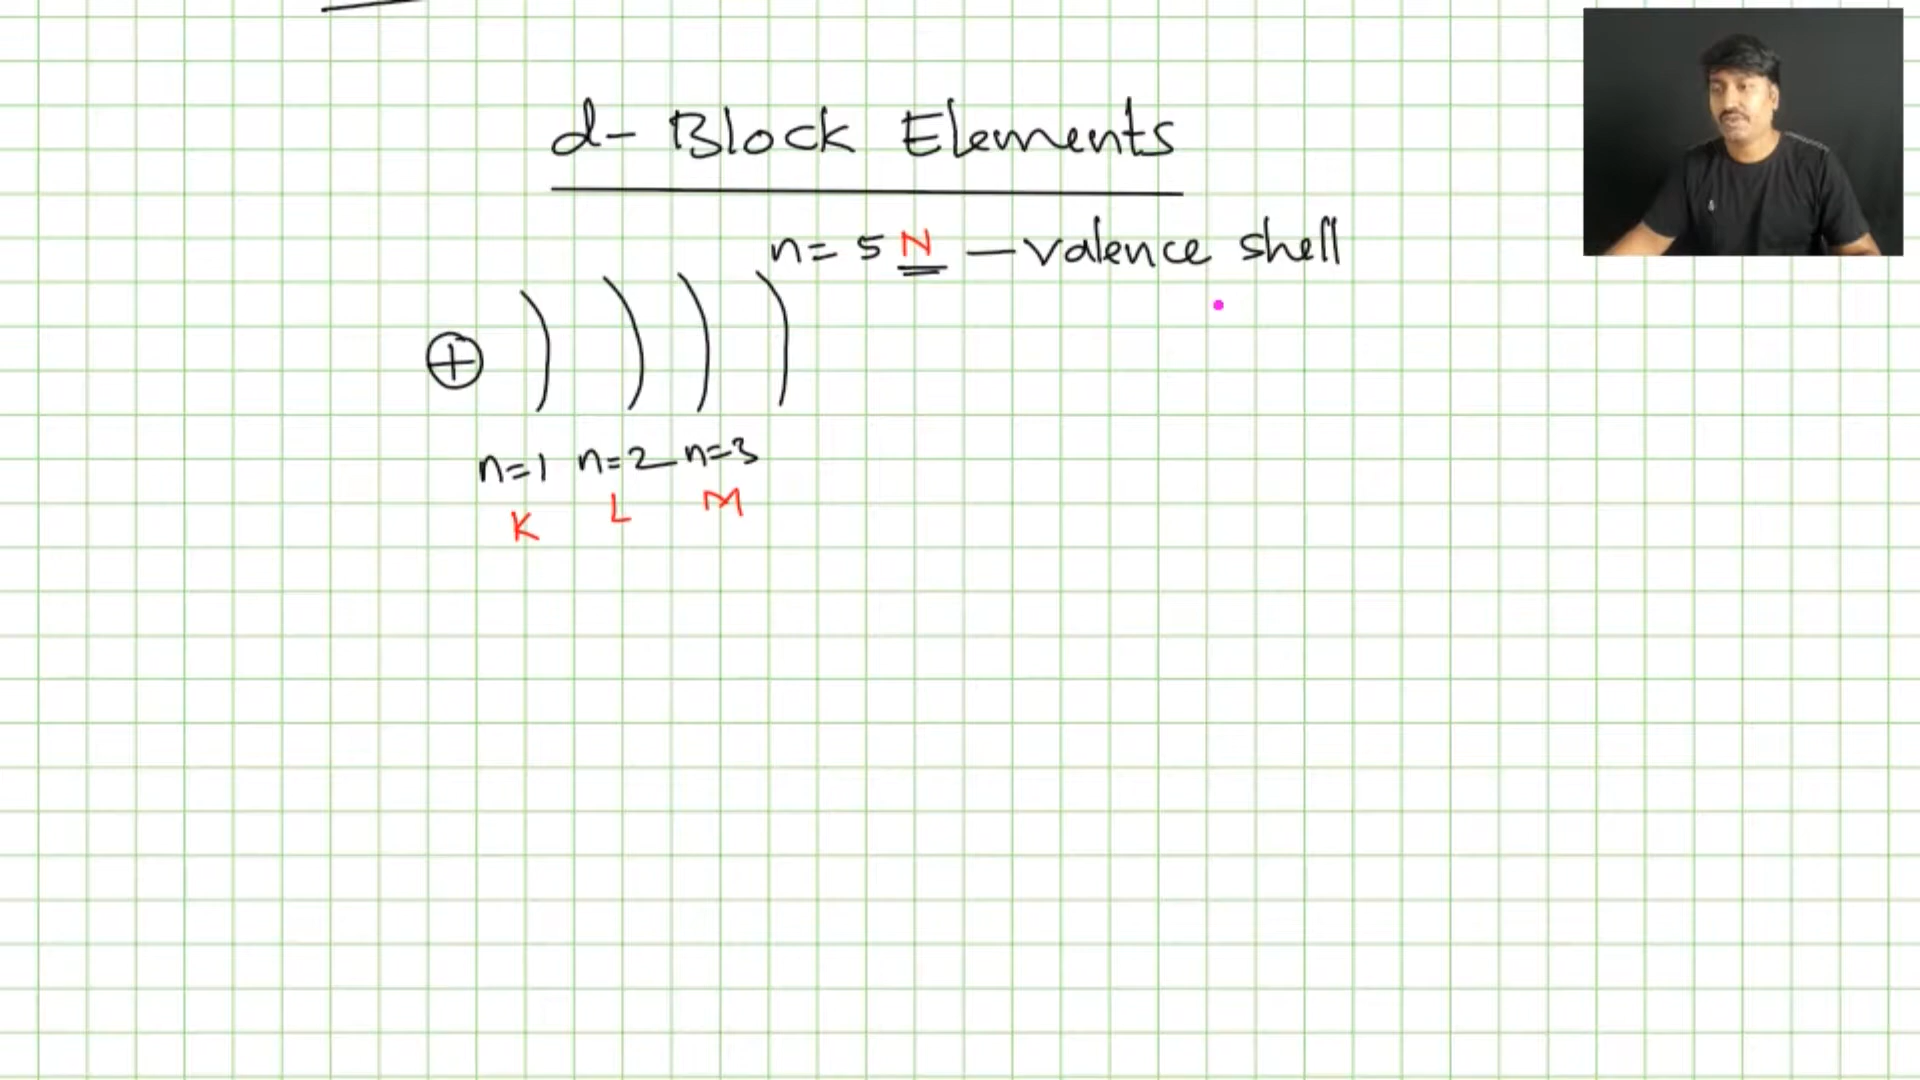 d- Block Elements
n= 5 N — valence shell
n=1 n=2 n=3
K L M